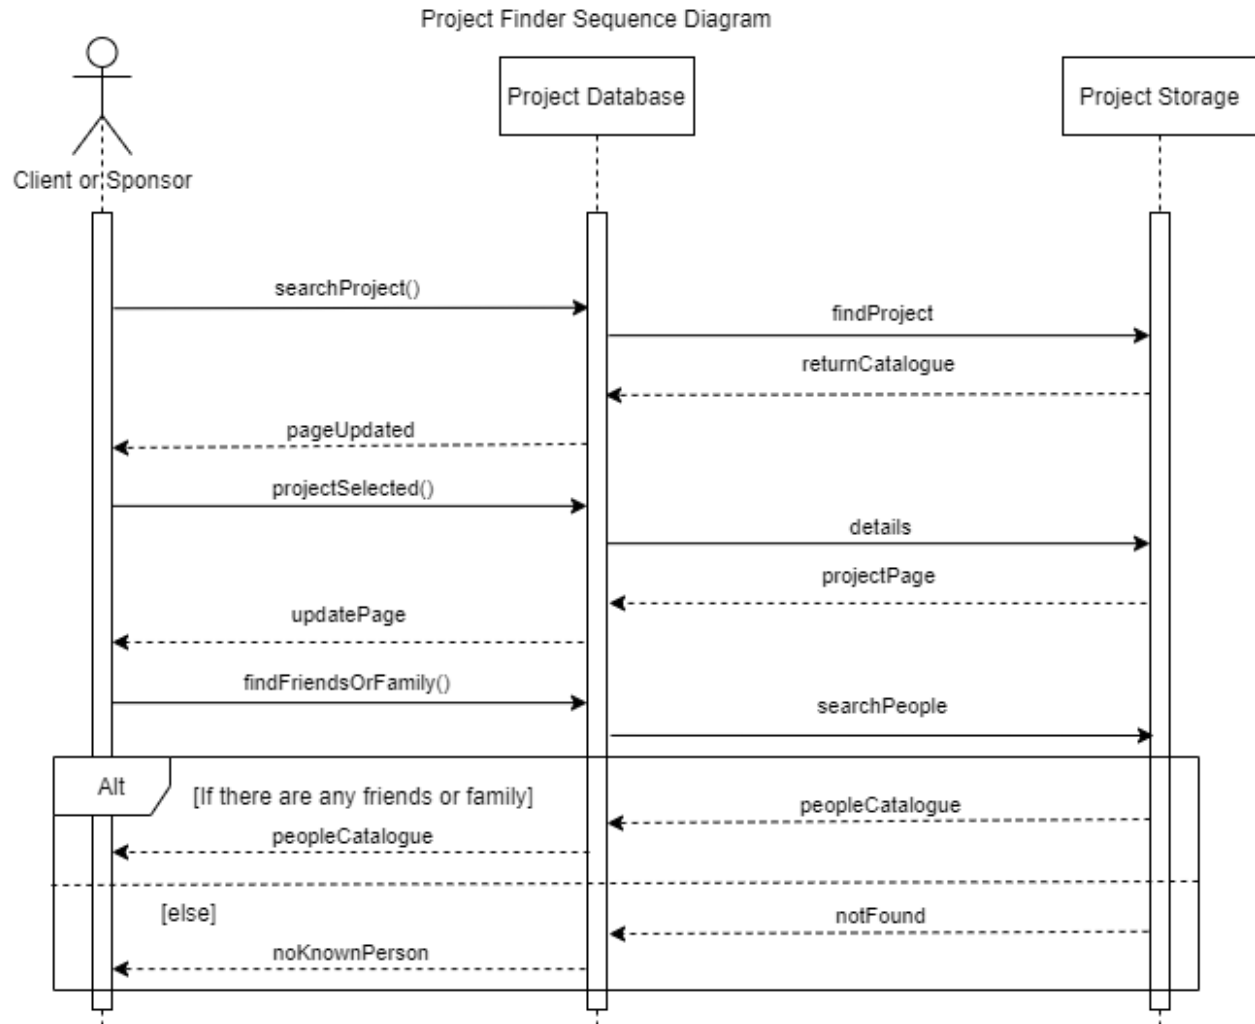 Project Finder Sequence Diagram
Project Database
Project Storage
Client or Sponsor
searchProject()
findProject
returnCatalogue
pageUpdated
projectSelected()
details
projectPage
updatePage
findFriendsOrFamily()
searchPeople
Alt
[If there are any friends or family]
peopleCatalogue
peopleCatalogue
[else]
notFound
noKnownPerson